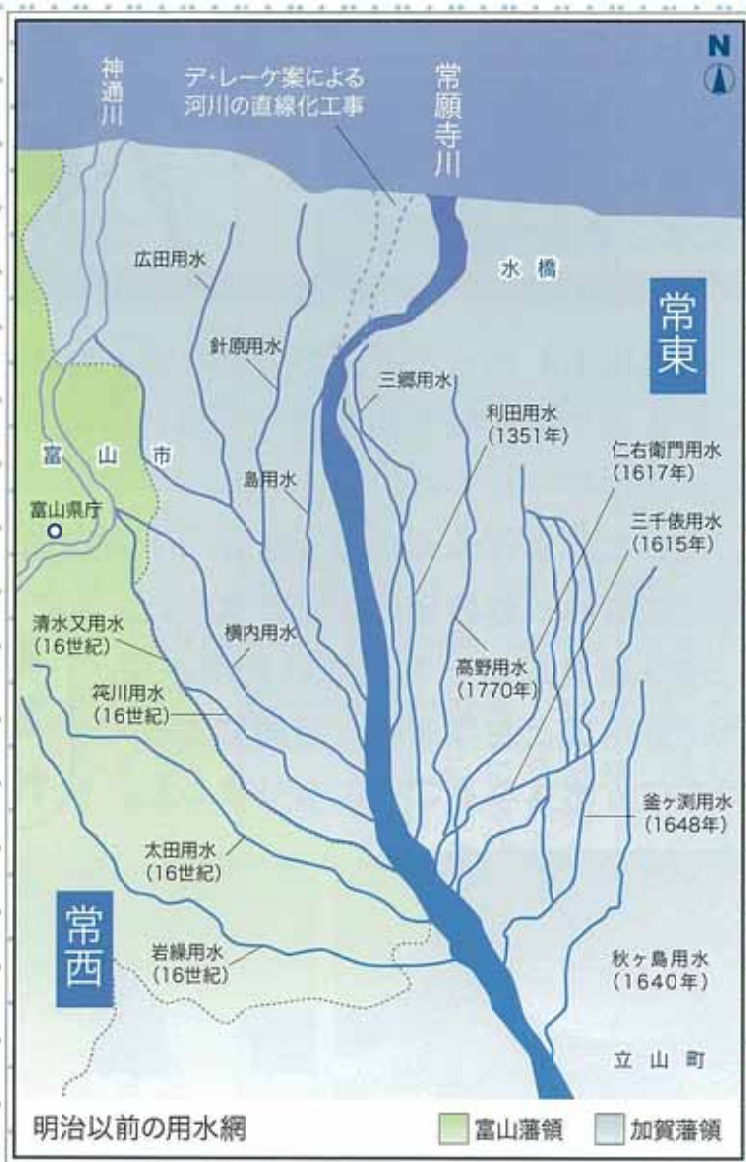 N
神通川
デ・レーケ案による
河川の直線化工事
常願寺川
広田用水
水橋
常東
針原用水
三郷用水
利田用水
(1351年)
仁右衛門用水
(1617年)
富山市
島用水
富山県庁
三千俵用水
(1615年)
清水又用水
(16世紀)
横内用水
高野用水
(1770年)
筏川用水
(16世紀)
釜ヶ渕用水
(1648年)
太田用水
(16世紀)
常西
岩繰用水
(16世紀)
秋ヶ島用水
(1640年)
立山町
明治以前の用水網
富山藩領
加賀藩領